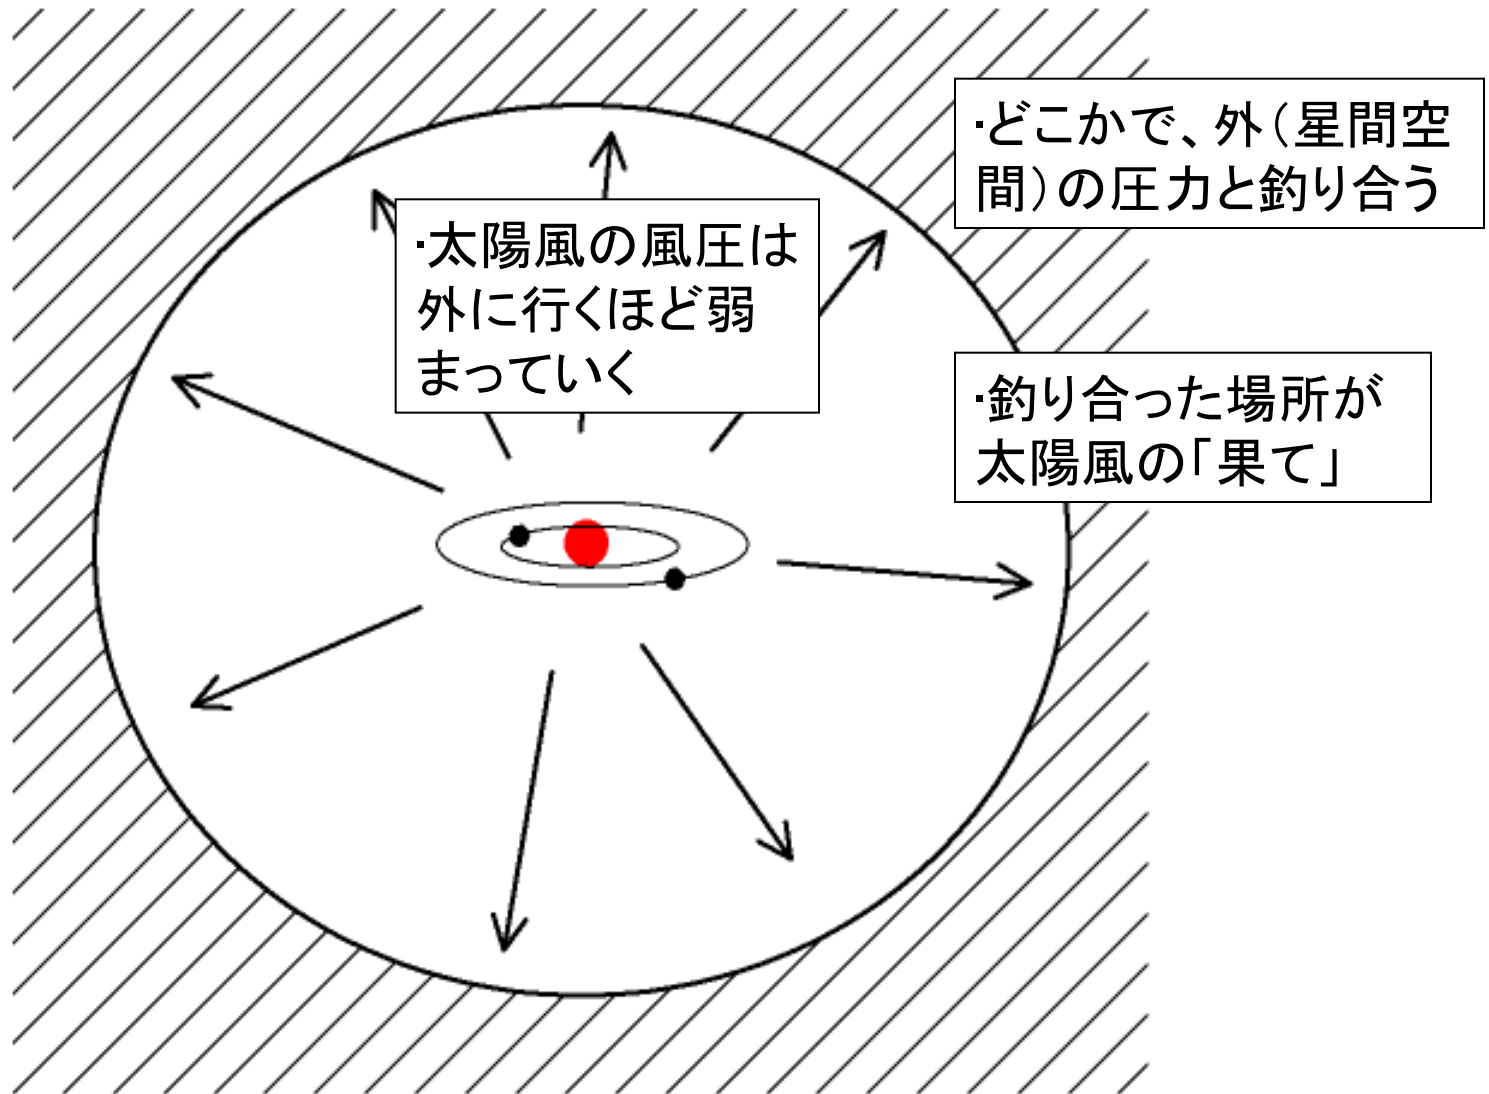 ･どこかで、外（星間空
間）の圧力と釣り合う
･太陽風の風圧は
外に行くほど弱
まっていく
･釣り合った場所が
太陽風の「果て」